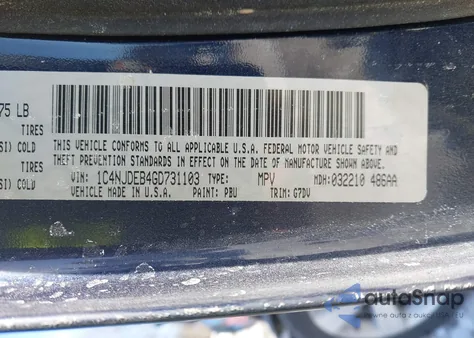 75 LB
TIRES
SI) COLD
TIRES
SI) COLD
THIS VEHICLE CONFORMS TO ALL APPLICABLE U.S.A. FEDERAL MOTOR VEHICLE SAFETY AND
THEFT PREVENTION STANDARDS IN EFFECT ON THE DATE OF MANUFACTURE SHOWN ABOVE.
VIN: 1C4NJDEB4GD731103 TYPE: MPV MDH: 032210 486AA
VEHICLE MADE IN U.S.A. PAINT: PBU TRIM: G7DV
autoSnap